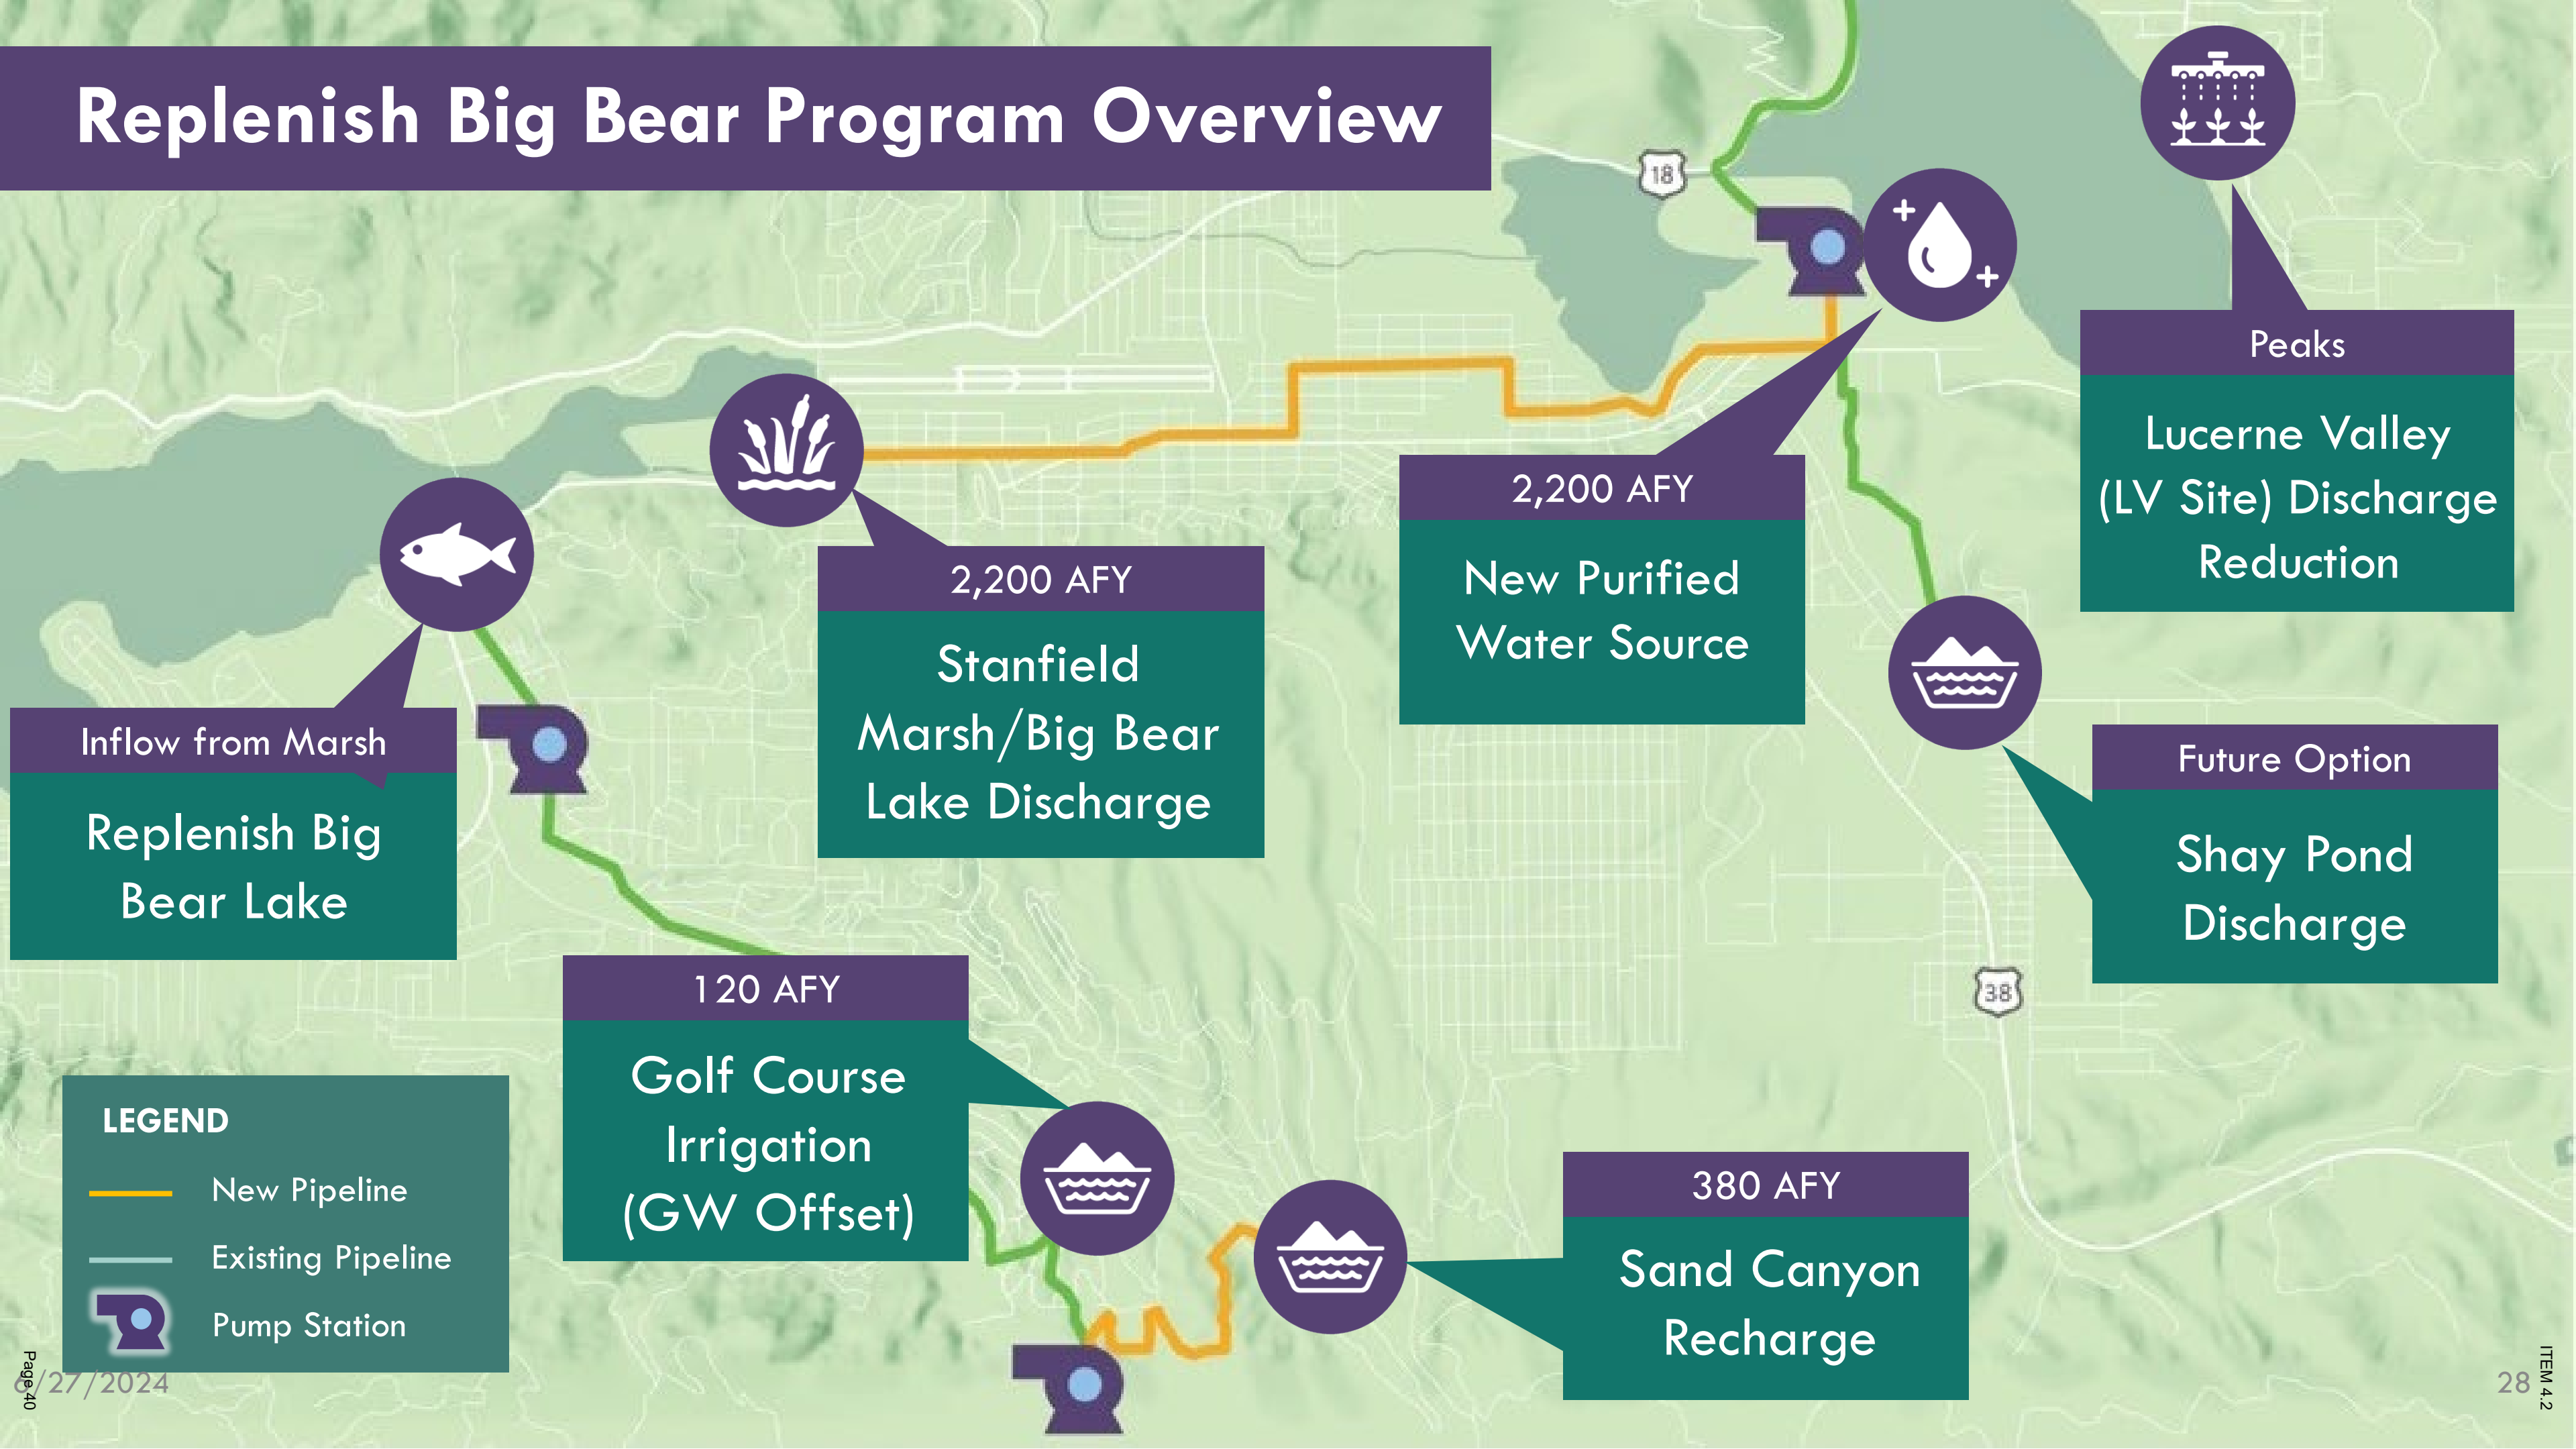 Replenish Big Bear Program Overview
18
Peaks
Lucerne Valley
(LV Site) Discharge
Reduction
2,200 AFY
New Purified
Water Source
2,200 AFY
Stanfield
Marsh/Big Bear
Lake Discharge
Inflow from Marsh
Replenish Big
Bear Lake
Future Option
Shay Pond
Discharge
38
120 AFY
Golf Course
Irrigation
(GW Offset)
380 AFY
Sand Canyon
Recharge
LEGEND
New Pipeline
Existing Pipeline
Pump Station
6/27/2024
Page 40
28
ITEM 4.2